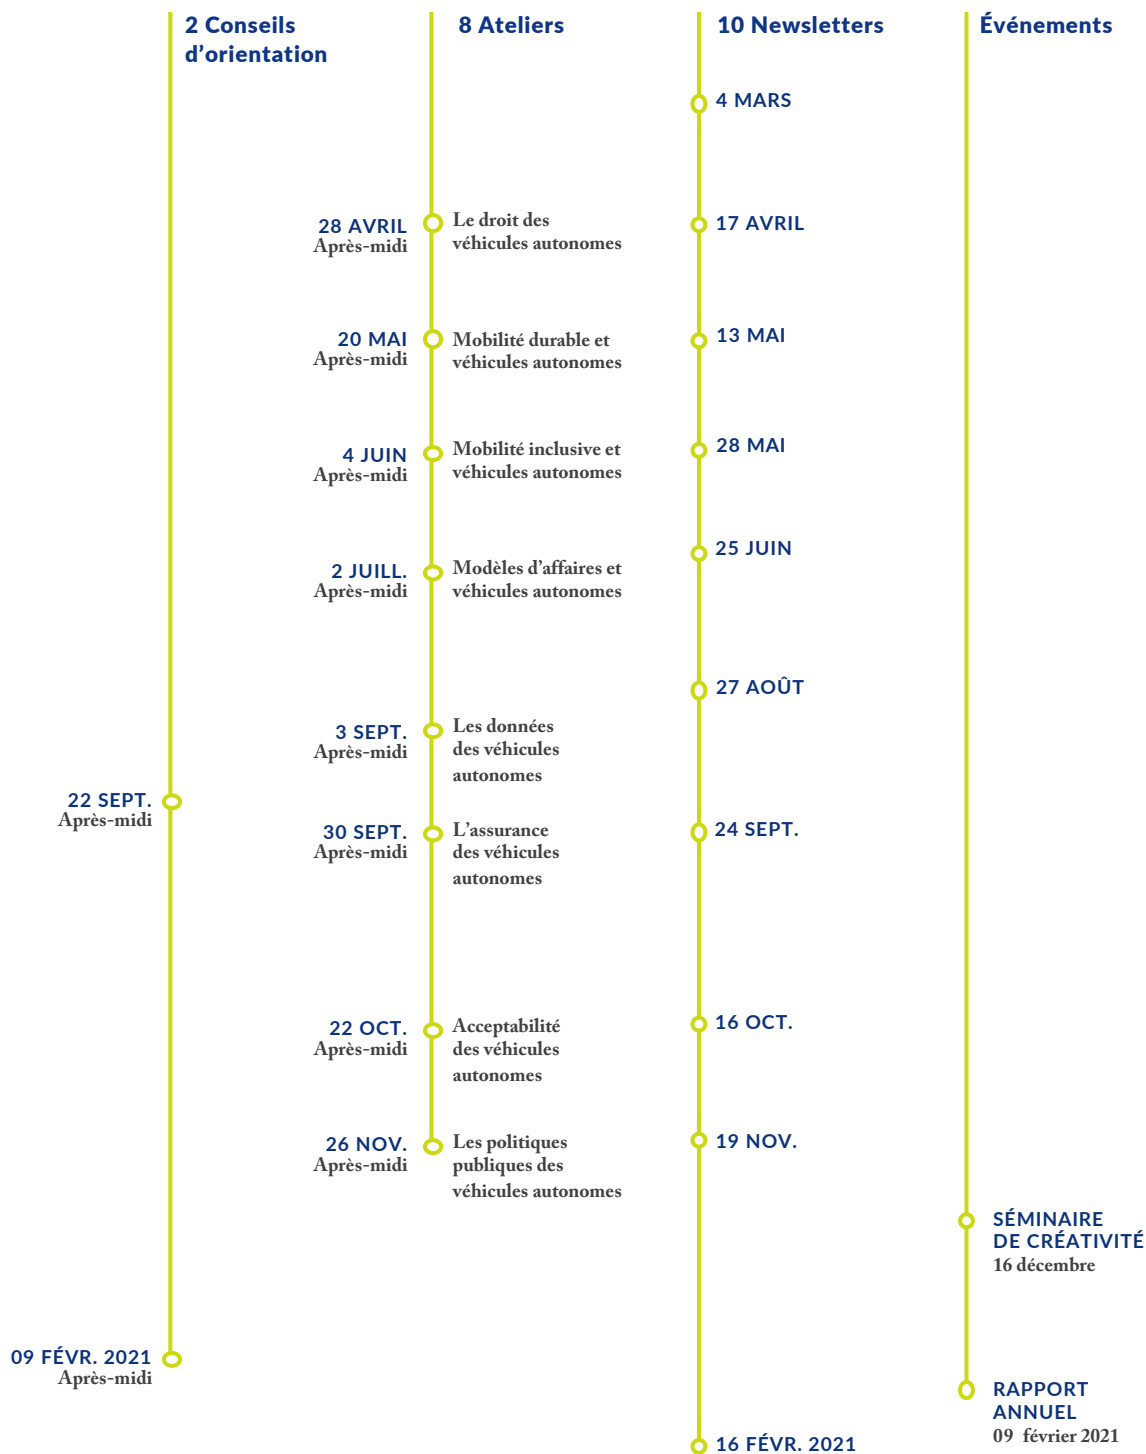 2 Conseils
d'orientation
22 SEPT.
Après-midi
09 FÉVR. 2021
Après-midi
8 Ateliers
28 AVRIL
Après-midi
Le droit des
véhicules autonomes
20 MAI
Après-midi
Mobilité durable et
véhicules autonomes
4 JUIN
Après-midi
Mobilité inclusive et
véhicules autonomes
2 JUILL.
Après-midi
Modèles d'affaires et
véhicules autonomes
3 SEPT.
Après-midi
Les données
des véhicules
autonomes
30 SEPT.
Après-midi
L'assurance
des véhicules
autonomes
22 OCT.
Après-midi
Acceptabilité
des véhicules
autonomes
26 NOV.
Après-midi
Les politiques
publiques des
véhicules autonomes
10 Newsletters
4 MARS
17 AVRIL
13 MAI
28 MAI
25 JUIN
27 AOÛT
24 SEPT.
16 OCT.
19 NOV.
16 FÉVR. 2021
Événements
SÉMINAIRE
DE CRÉATIVITÉ
16 décembre
RAPPORT
ANNUEL
09 février 2021